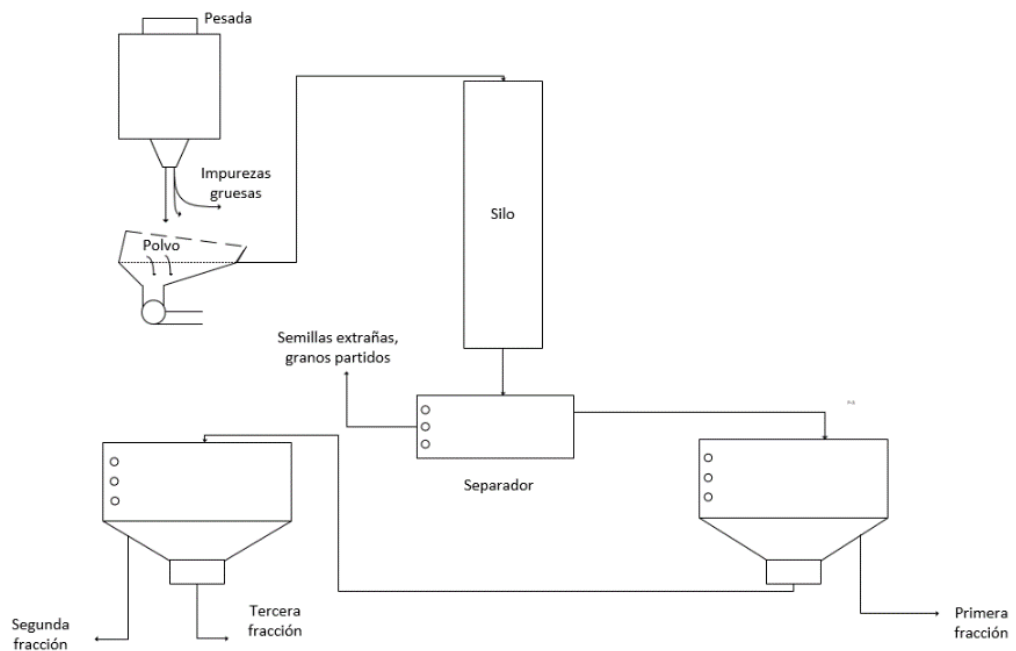 Pesada
Impurezas
gruesas
Polvo
Silo
Semillas extrañas,
granos partidos
Separador
Segunda
fracción
Tercera
fracción
Primera
fracción